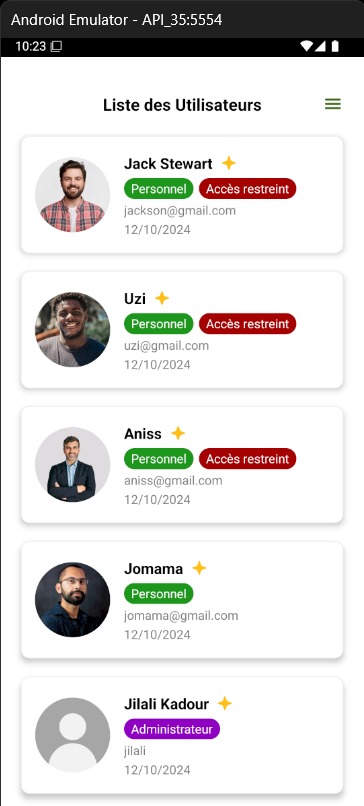 Android Emulator - API_35:5554
10:23
Liste des Utilisateurs
Jack Stewart
Personnel Accès restreint
jackson@gmail.com
12/10/2024
Uzi
Personnel Accès restreint
uzi@gmail.com
12/10/2024
Aniss
Personnel Accès restreint
aniss@gmail.com
12/10/2024
Jomama
Personnel
jomama@gmail.com
12/10/2024
Jilali Kadour
Administrateur
jilali
12/10/2024